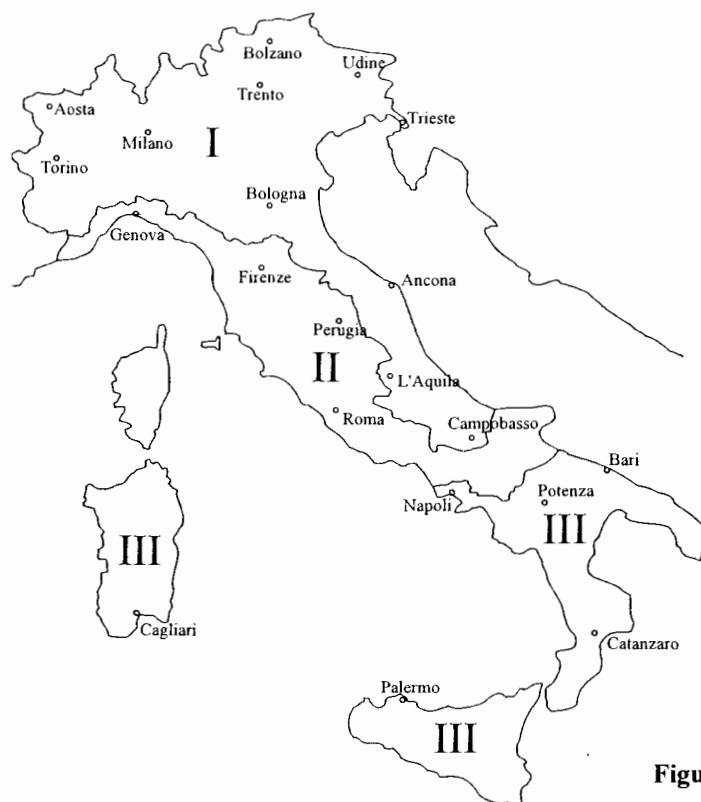 Bolzano
Udine
Trento
Aosta
Trieste
Milano
I
Torino
Bologna
Genova
Firenze
Ancona
Perugia
II
L'Aquila
Roma
Campobasso
Bari
Napoli
Potenza
III
III
Cagliari
Catanzaro
Palermo
III
Figu